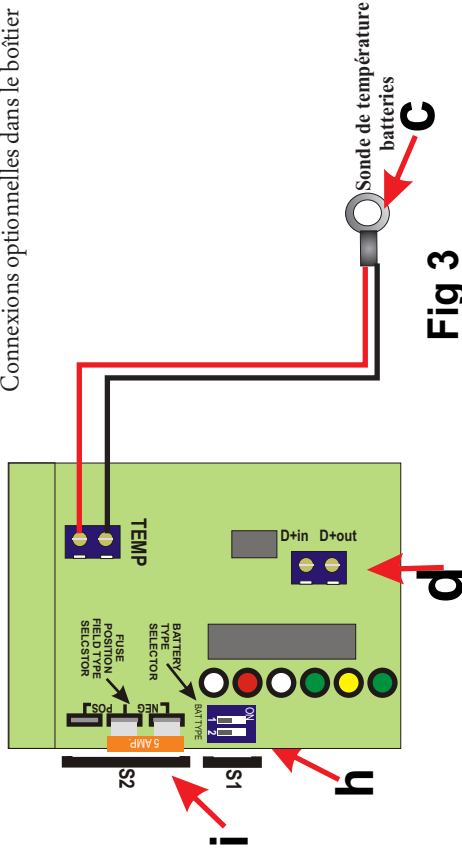 Connexions optionnelles dans le boîtier
Sonde de température
batteries
c
Fig 3
TEMP
D+in D+out
d
FUSE
POSITION
FIELD TYPE
SELCSTOR
BATTERY
TYPE
SELECTOR
POS
NEG
5 AMP.
BAT TYPE
ON
1 2
S2
S1
h
i